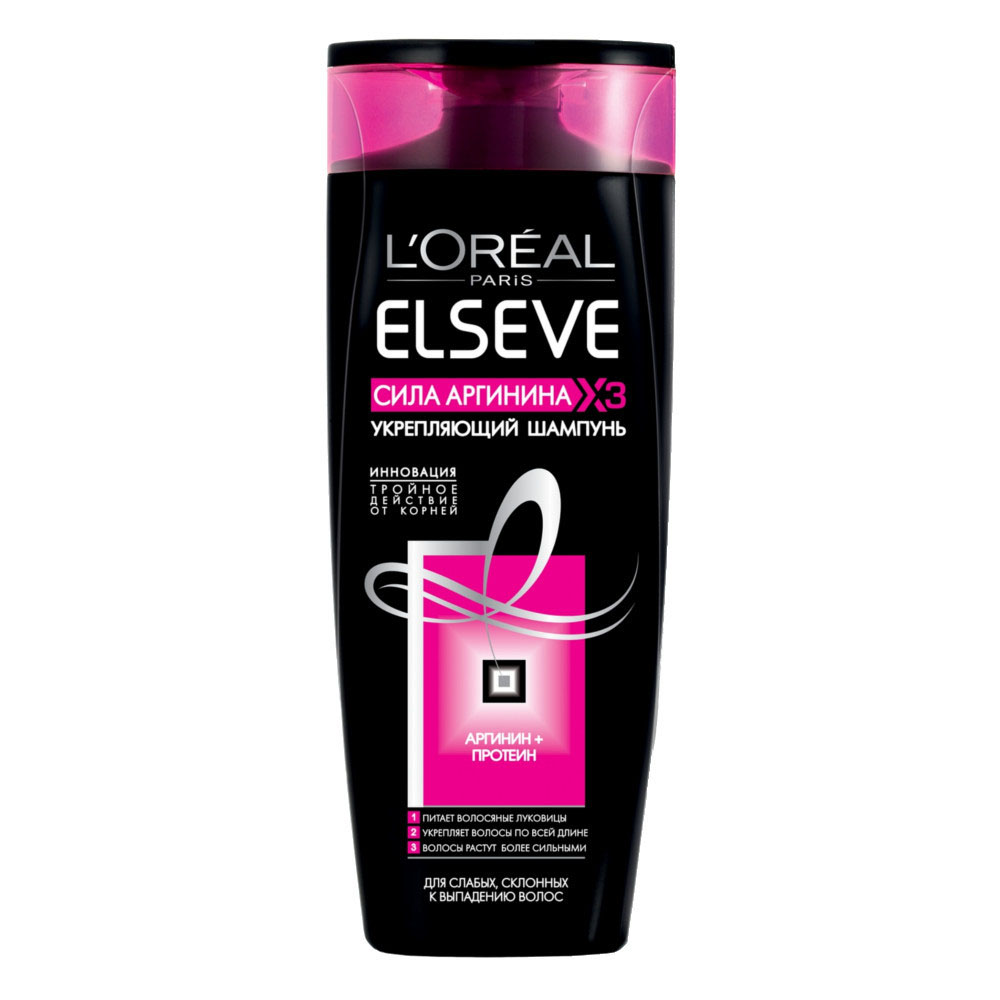 L'ORÉAL
PARIS
ELSEVE
СИЛА АРГИНИНА X3
УКРЕПЛЯЮЩИЙ ШАМПУНЬ
ИННОВАЦИЯ
ТРОЙНОЕ
ДЕЙСТВИЕ
ОТ КОРНЕЙ
АРГИНИН +
ПРОТЕИН
1 ПИТАЕТ ВОЛОСЯНЫЕ ЛУКОВИЦЫ
2 УКРЕПЛЯЕТ ВОЛОСЫ ПО ВСЕЙ ДЛИНЕ
3 ВОЛОСЫ РАСТУТ БОЛЕЕ СИЛЬНЫМИ
ДЛЯ СЛАБЫХ, СКЛОННЫХ
К ВЫПАДЕНИЮ ВОЛОС